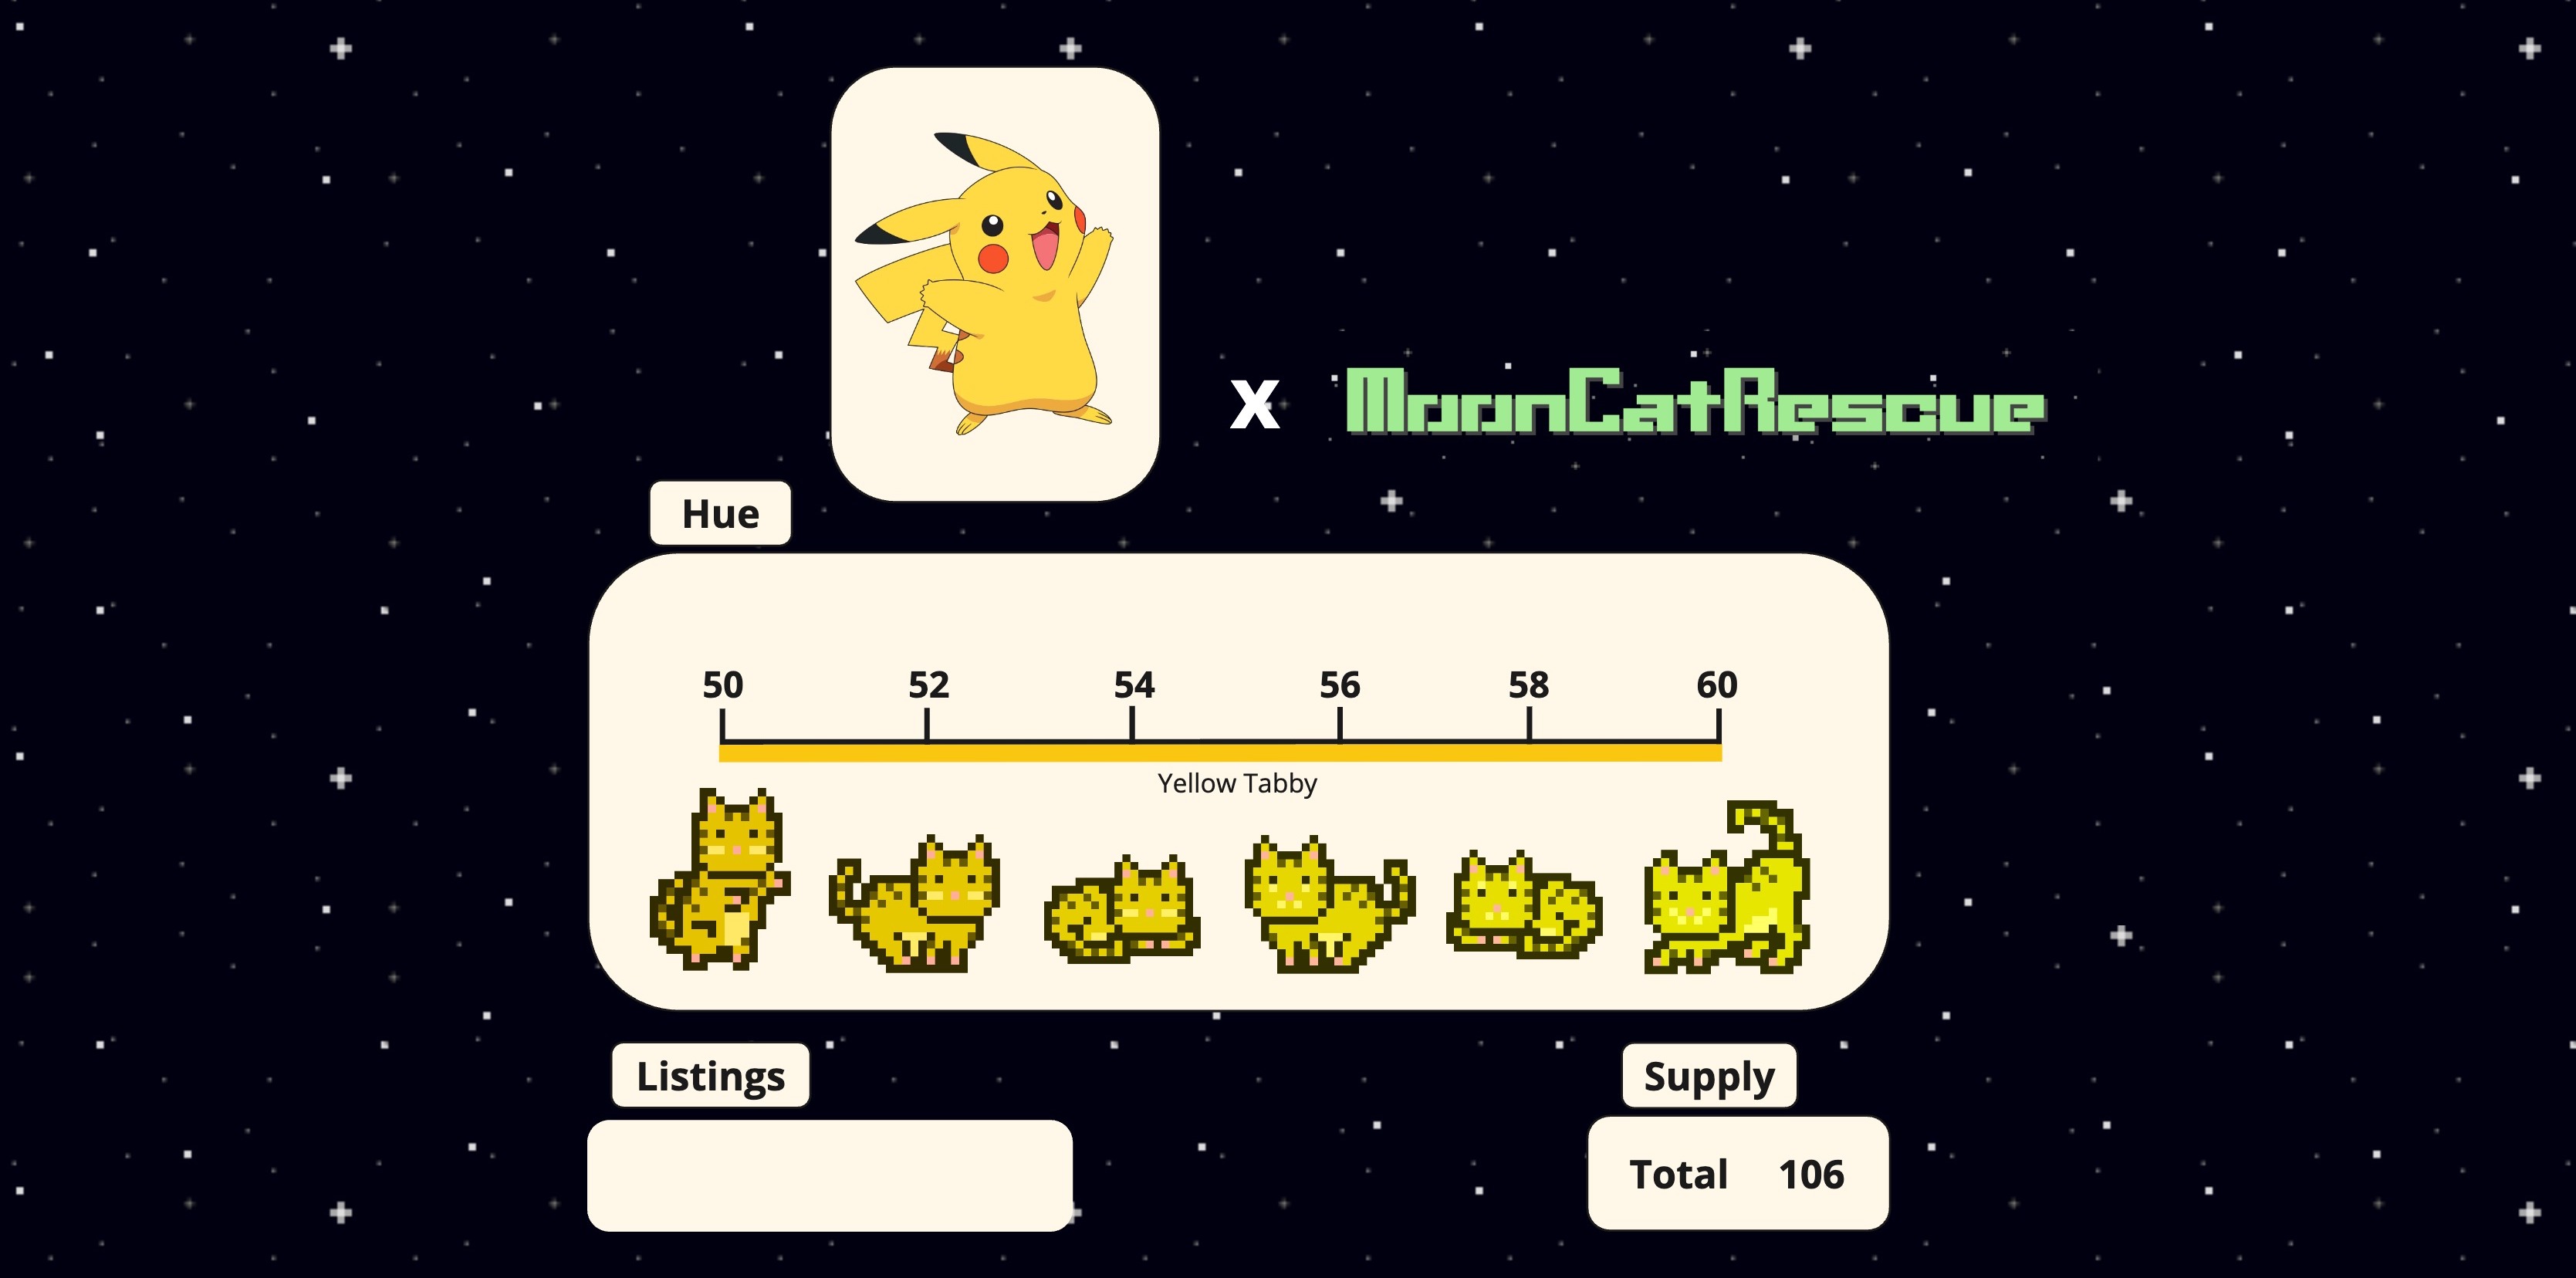 x MoonCatRescue
Hue
50 52 54 56 58 60
Yellow Tabby
Listings Supply
Total 106